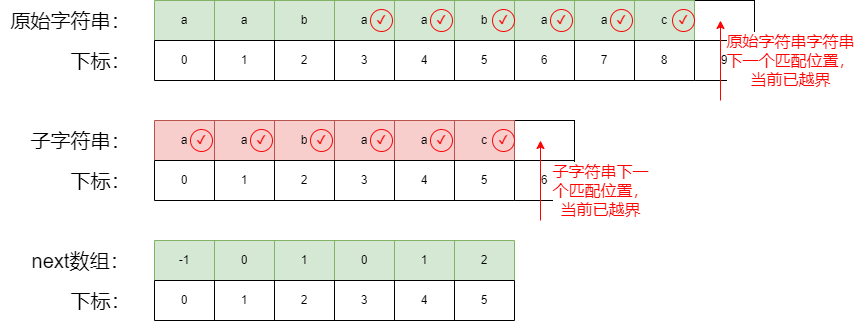 原始字符串： a a b a ✓ a ✓ b ✓ a ✓ a ✓ c ✓
下标： 0 1 2 3 4 5 6 7 8 9
原始字符串字符串
下一个匹配位置，
当前已越界
子字符串： a ✓ a ✓ b ✓ a ✓ a ✓ c ✓
下标： 0 1 2 3 4 5 6
子字符串下一
个匹配位置，
当前已越界
next数组： -1 0 1 0 1 2
下标： 0 1 2 3 4 5